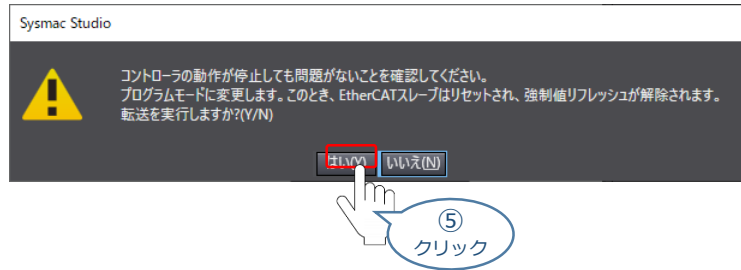 Sysmac Studio
コントローラの動作が停止しても問題がないことを確認してください。
プログラムモードに変更します。このとき、EtherCATスレーブはリセットされ、強制値リフレッシュが解除されます。
転送を実行しますか?(Y/N)
はい(Y) いいえ(N)
⑤
クリック